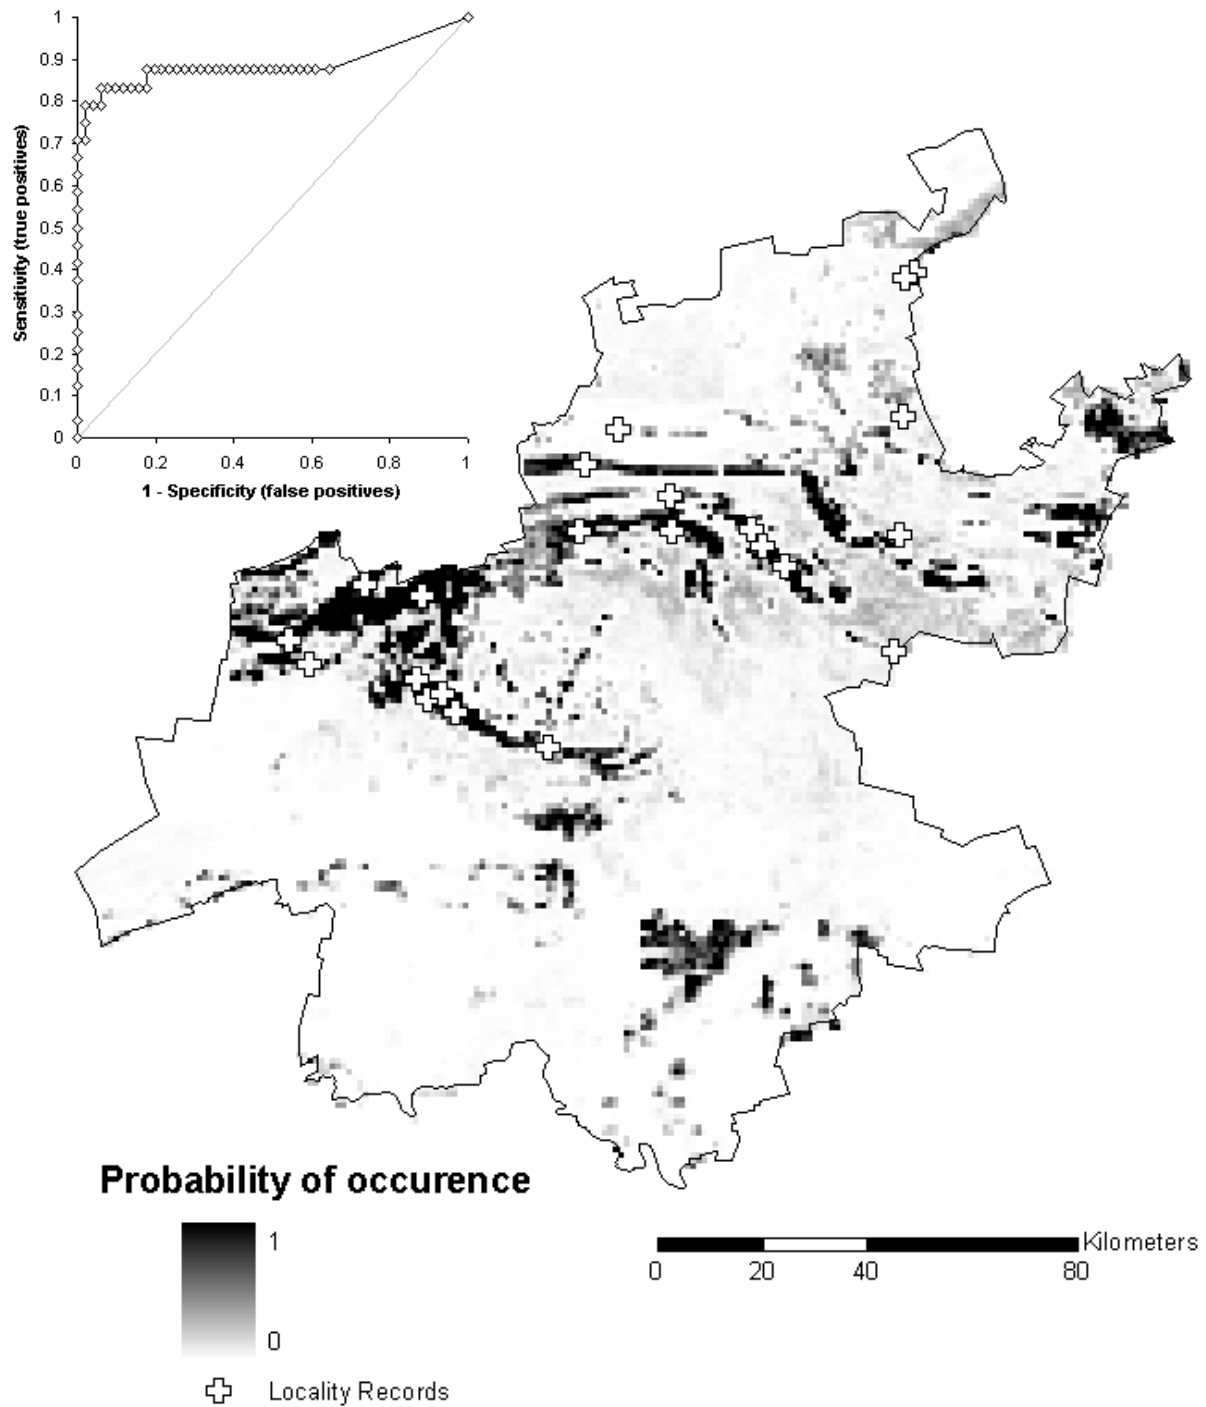 1
0.9
0.8
0.7
0.6
0.5
0.4
0.3
0.2
0.1
0
Sensitivity (true positives)
0 0.2 0.4 0.6 0.8 1
1 - Specificity (false positives)
Probability of occurence
1
0
Locality Records
Kilometers
0 20 40 80